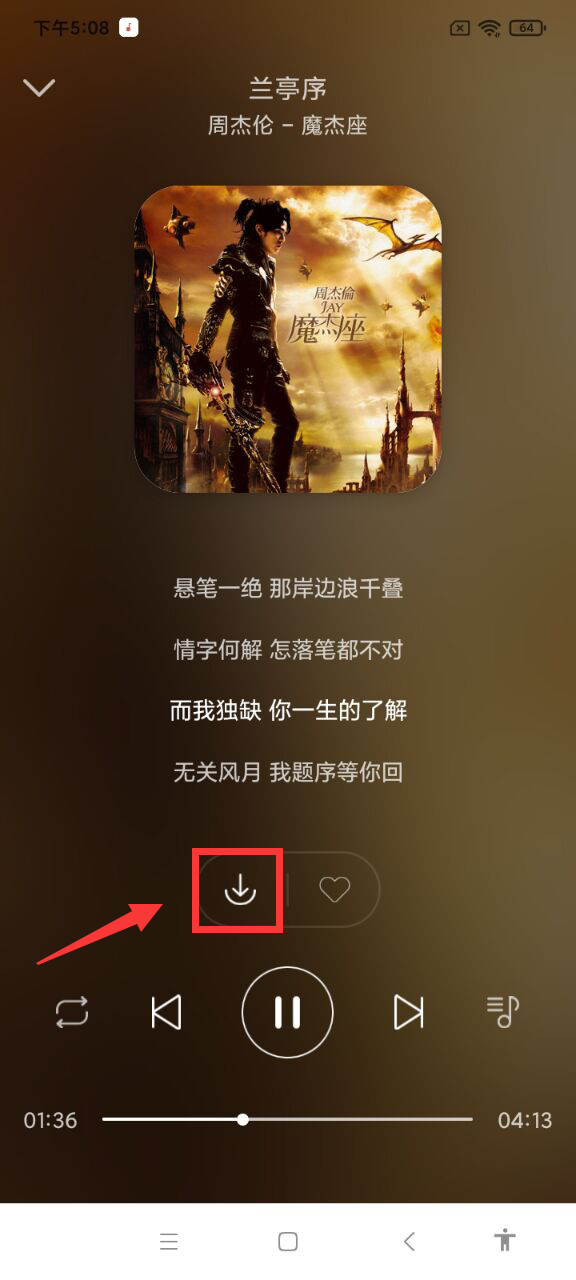 下午5:08
64
兰亭序
周杰伦 – 魔杰座
周杰倫
JAY
魔杰座
悬笔一绝 那岸边浪千叠
情字何解 怎落笔都不对
而我独缺 你一生的了解
无关风月 我题序等你回
01:36
04:13